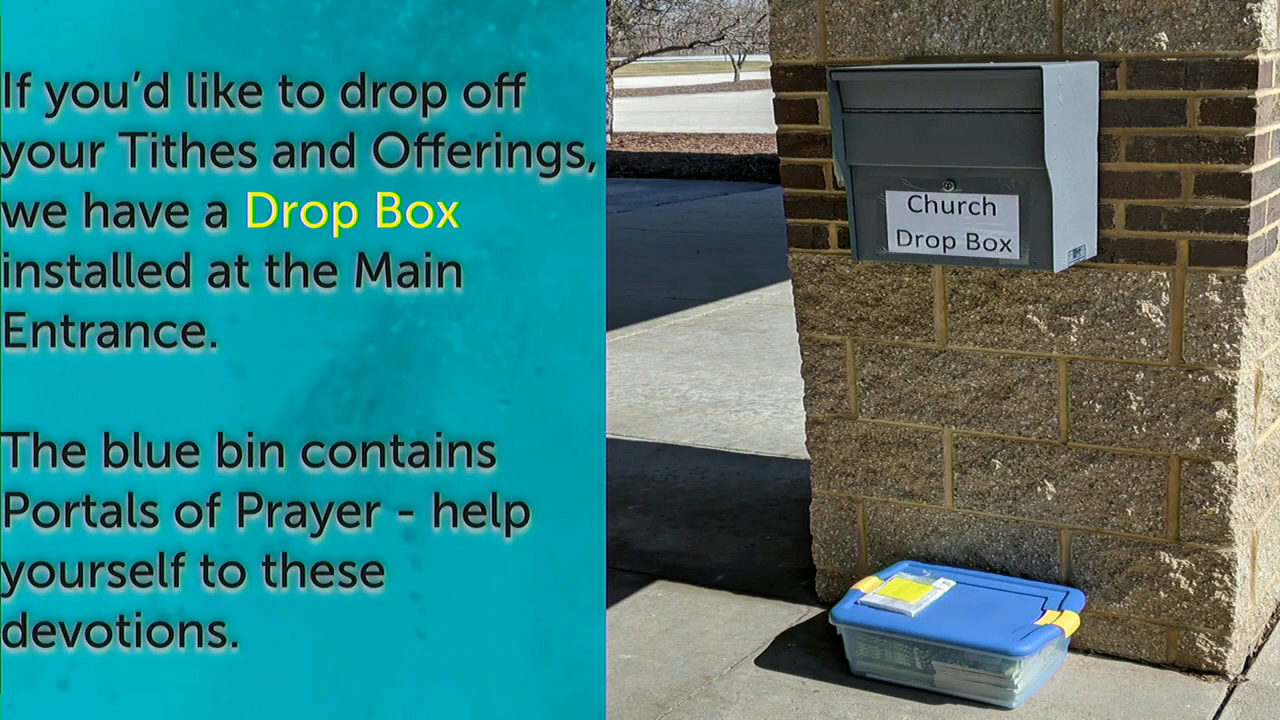 If you’d like to drop off
your Tithes and Offerings,
we have a Drop Box
installed at the Main
Entrance.
The blue bin contains
Portals of Prayer - help
yourself to these
devotions.
Church
Drop Box